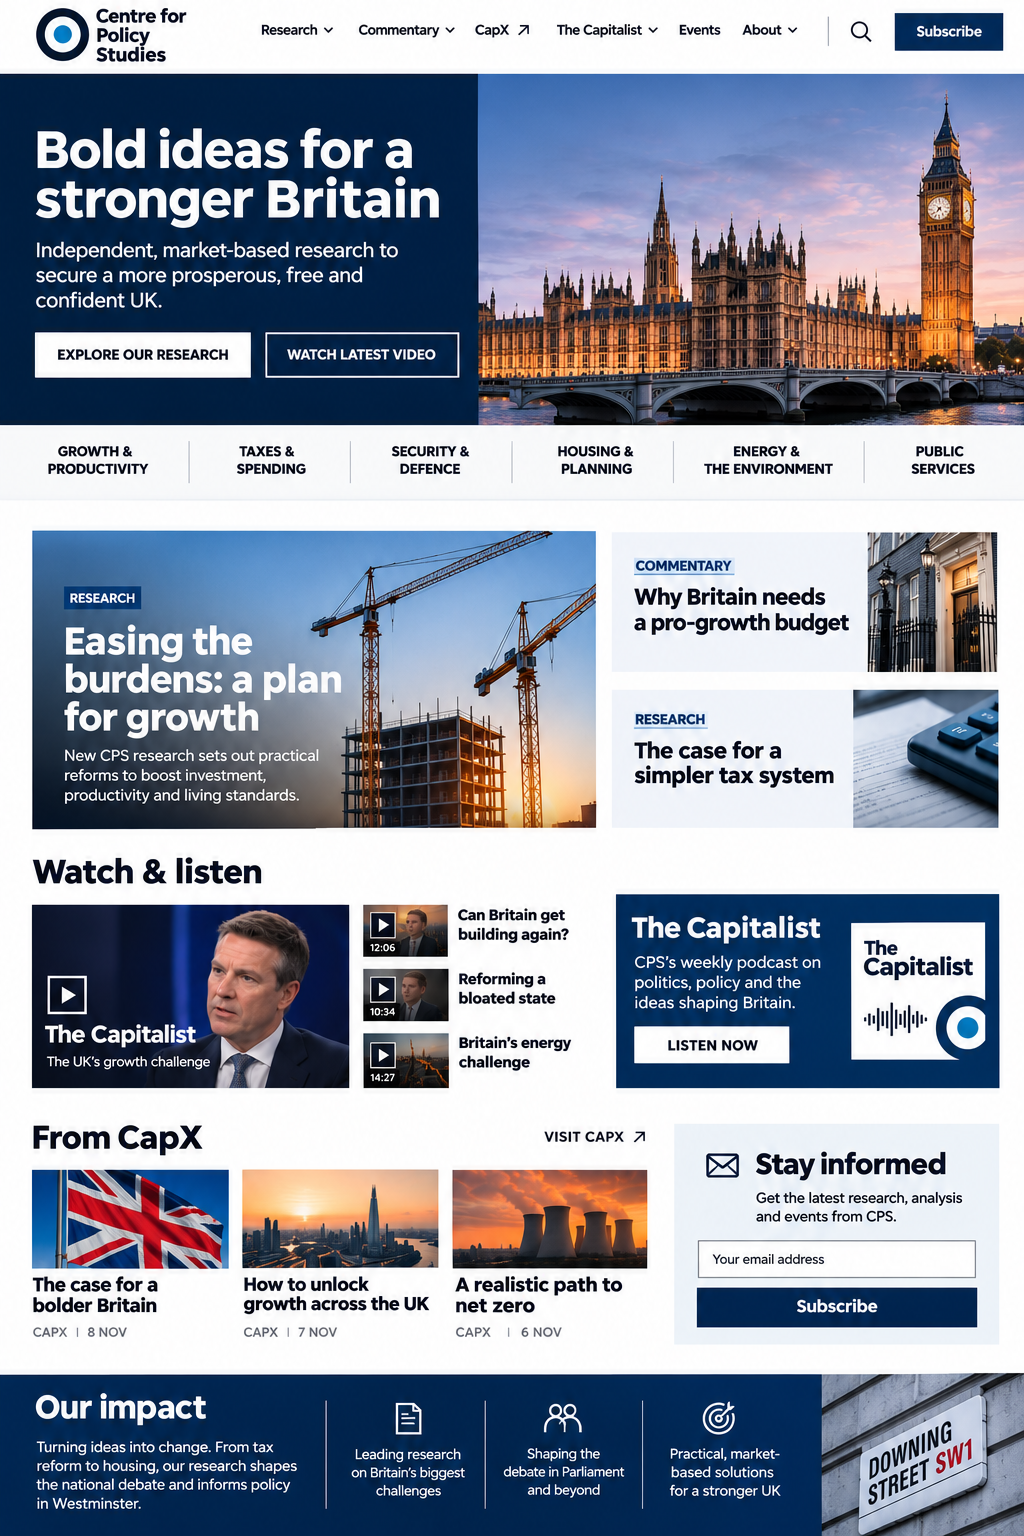 Centre for
Policy
Studies
Research
Commentary
CapX
The Capitalist
Events
About
Subscribe
Bold ideas for a
stronger Britain
Independent, market-based research to
secure a more prosperous, free and
confident UK.
EXPLORE OUR RESEARCH
WATCH LATEST VIDEO
GROWTH &
PRODUCTIVITY
TAXES &
SPENDING
SECURITY &
DEFENCE
HOUSING &
PLANNING
ENERGY &
THE ENVIRONMENT
PUBLIC
SERVICES
RESEARCH
Easing the
burdens: a plan
for growth
New CPS research sets out practical
reforms to boost investment,
productivity and living standards.
COMMENTARY
Why Britain needs
a pro-growth budget
RESEARCH
The case for a
simpler tax system
Watch & listen
The Capitalist
The UK's growth challenge
12:06
Can Britain get
building again?
10:34
Reforming a
bloated state
14:27
Britain's energy
challenge
The Capitalist
CPS's weekly podcast on
politics, policy and the
ideas shaping Britain.
LISTEN NOW
The
Capitalist
From CapX
VISIT CAPX
The case for a
bolder Britain
CAPX | 8 NOV
How to unlock
growth across the UK
CAPX | 7 NOV
A realistic path to
net zero
CAPX | 6 NOV
Stay informed
Get the latest research, analysis
and events from CPS.
Your email address
Subscribe
Our impact
Turning ideas into change. From tax
reform to housing, our research shapes
the national debate and informs policy
in Westminster.
Leading research
on Britain's biggest
challenges
Shaping the
debate in Parliament
and beyond
Practical, market-
based solutions
for a stronger UK
DOWNING
STREET SW1